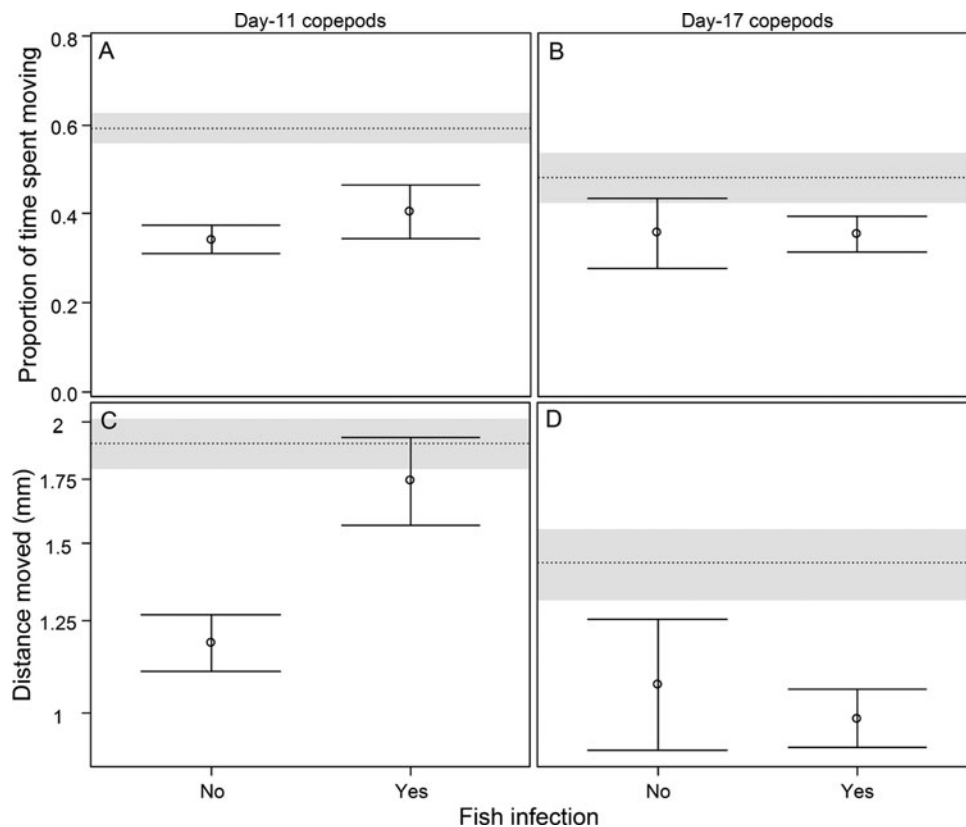 Day-11 copepods
Day-17 copepods
A
B
0.8
0.6
0.4
0.2
0.0
Proportion of time spent moving
C
D
2
1.75
1.5
1.25
1
Distance moved (mm)
No
Yes
No
Yes
Fish infection